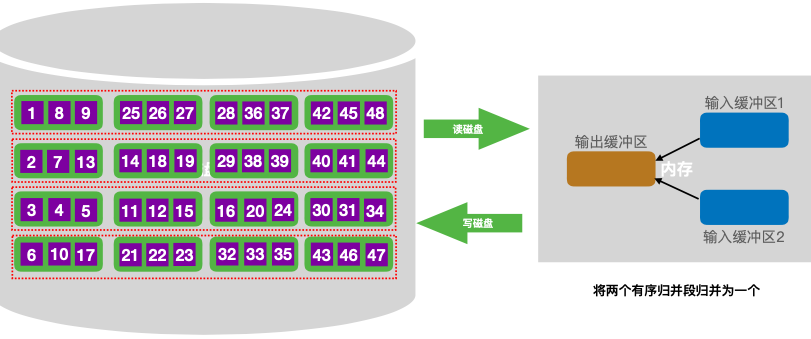 1 8 9 25 26 27 28 36 37 42 45 48
2 7 13 14 18 19 29 38 39 40 41 44
3 4 5 11 12 15 16 20 24 30 31 34
6 10 17 21 22 23 32 33 35 43 46 47
读磁盘
写磁盘
输入缓冲区1
输出缓冲区
内存
输入缓冲区2
将两个有序归并段归并为一个